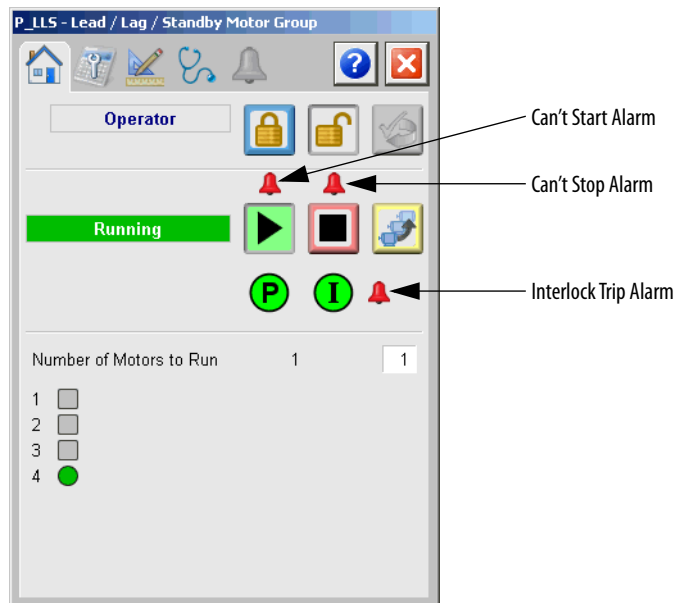 P_LLS - Lead / Lag / Standby Motor Group
?
Operator
Can't Start Alarm
Can't Stop Alarm
Running
P I
Interlock Trip Alarm
Number of Motors to Run 1 1
1
2
3
4